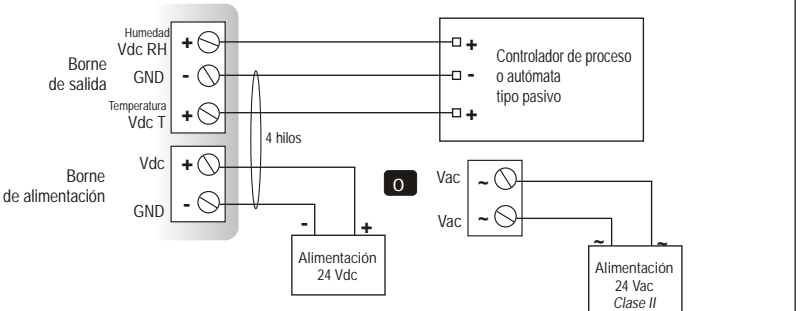 Humedad
Vdc RH
+
Borne
de salida
GND
-
Temperatura
Vdc T
+
+
-
+
Controlador de proceso
o autómata
tipo pasivo
4 hilos
Borne
de alimentación
Vdc
+
GND
-
-
+
Alimentación
24 Vdc
O
Vac
~
Vac
~
~
~
Alimentación
24 Vac
Clase II